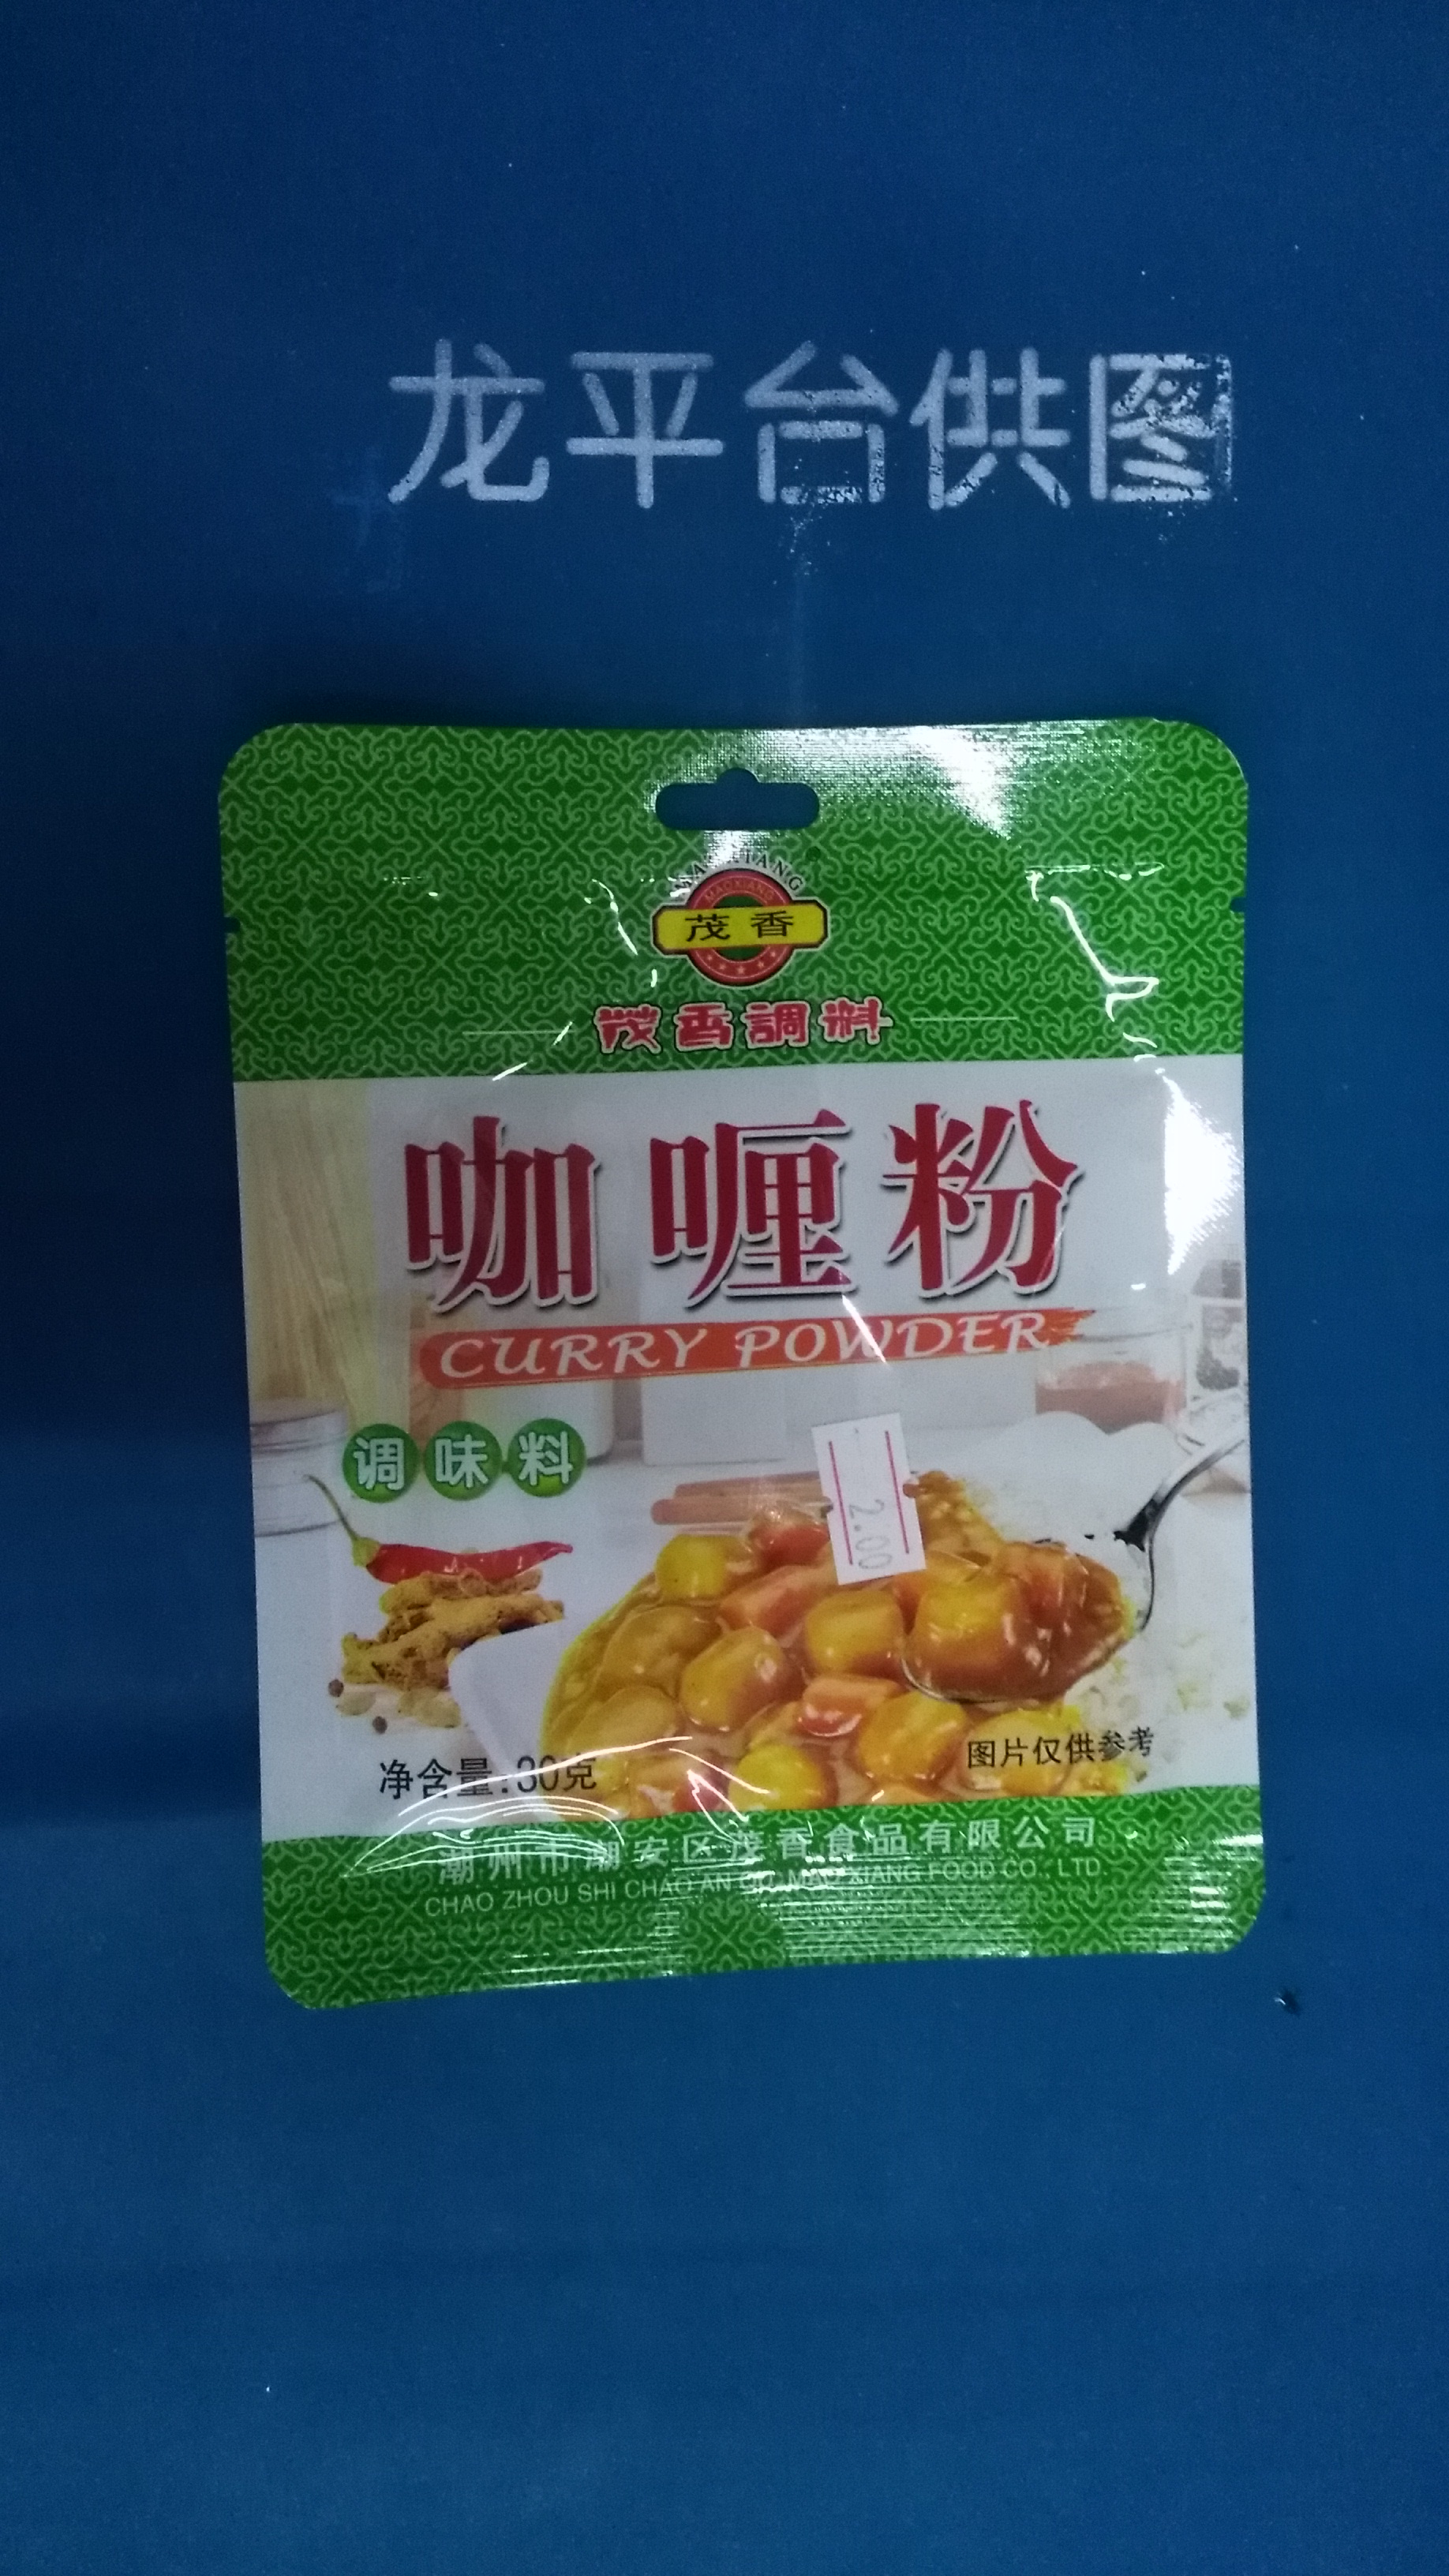 龙平台供图
MAOXIANG
茂香
茂香調料
咖喱粉
CURRY POWDER
调味料
2.00
净含量:30克
图片仅供参考
潮州市潮安区茂香食品有限公司
CHAO ZHOU SHI CHAO AN QU MAO XIANG FOOD CO., LTD.